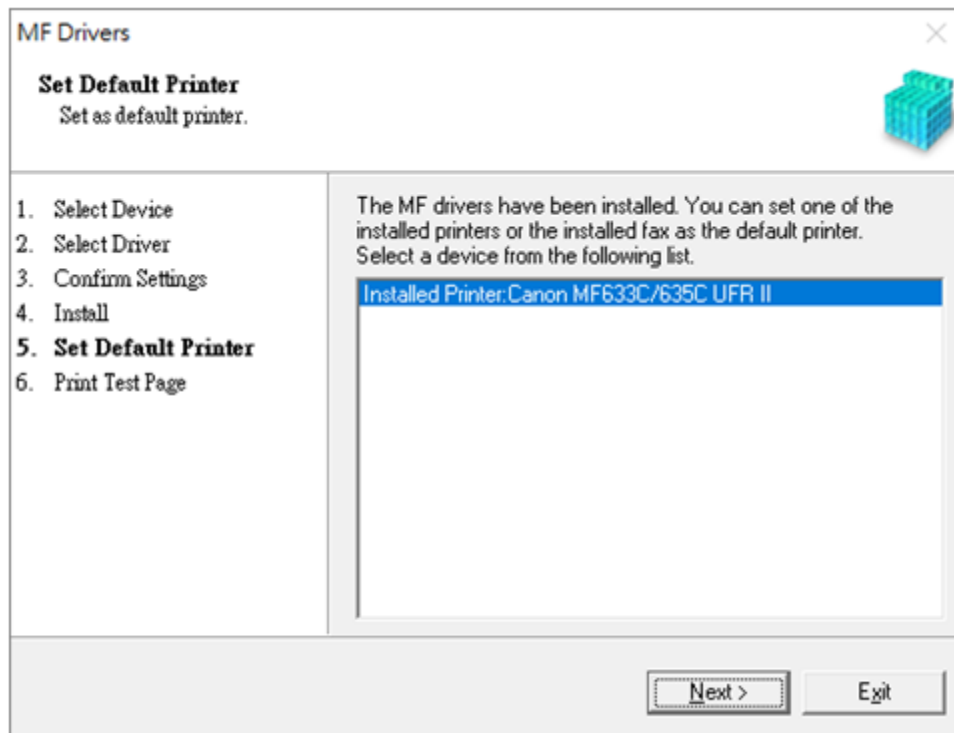 MF Drivers
Set Default Printer
Set as default printer.
1. Select Device
2. Select Driver
3. Confirm Settings
4. Install
5. Set Default Printer
6. Print Test Page
The MF drivers have been installed. You can set one of the
installed printers or the installed fax as the default printer.
Select a device from the following list.
Installed Printer:Canon MF633C/635C UFR II
Next >
Exit